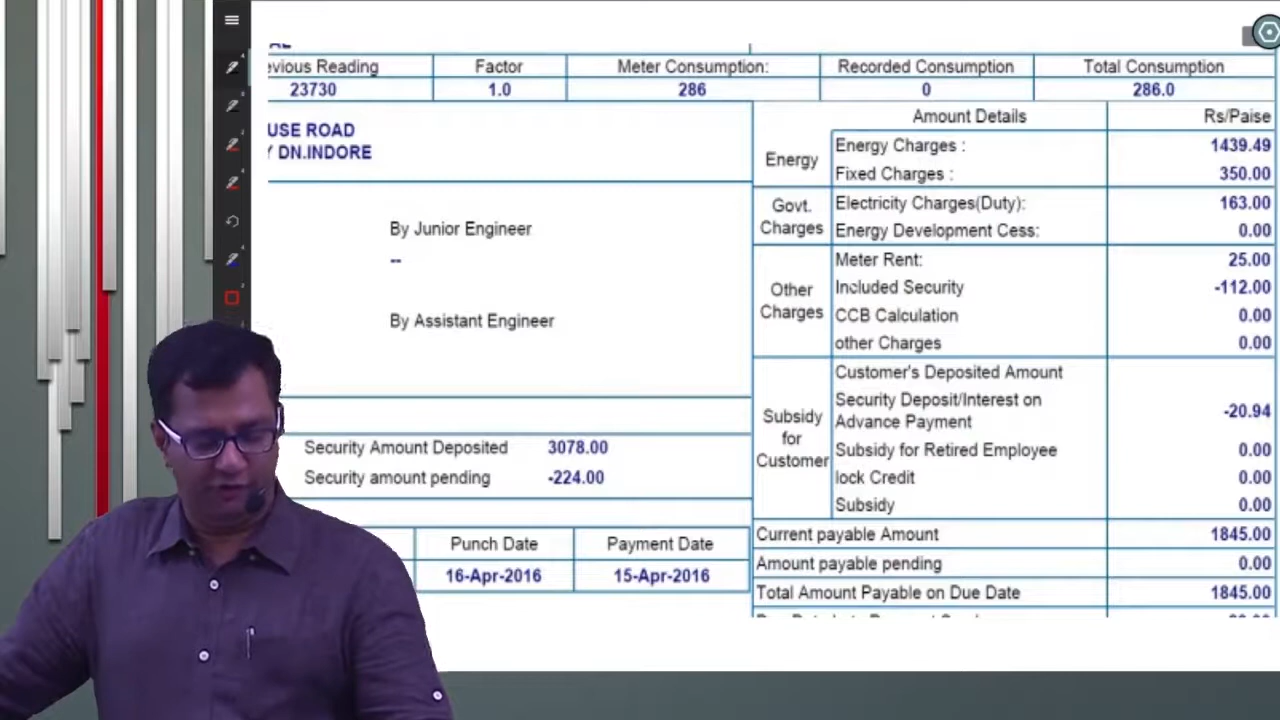 evious Reading Factor Meter Consumption: Recorded Consumption Total Consumption
23730 1.0 286 0 286.0
USE ROAD
Y DN.INDORE
By Junior Engineer
--
By Assistant Engineer
Security Amount Deposited 3078.00
Security amount pending -224.00
Punch Date Payment Date
16-Apr-2016 15-Apr-2016
Amount Details Rs/Paise
Energy
Energy Charges : 1439.49
Fixed Charges : 350.00
Govt.
Charges
Electricity Charges(Duty): 163.00
Energy Development Cess: 0.00
Other
Charges
Meter Rent: 25.00
Included Security -112.00
CCB Calculation 0.00
other Charges 0.00
Subsidy
for
Customer
Customer's Deposited Amount
Security Deposit/Interest on
Advance Payment -20.94
Subsidy for Retired Employee 0.00
lock Credit 0.00
Subsidy 0.00
Current payable Amount 1845.00
Amount payable pending 0.00
Total Amount Payable on Due Date 1845.00